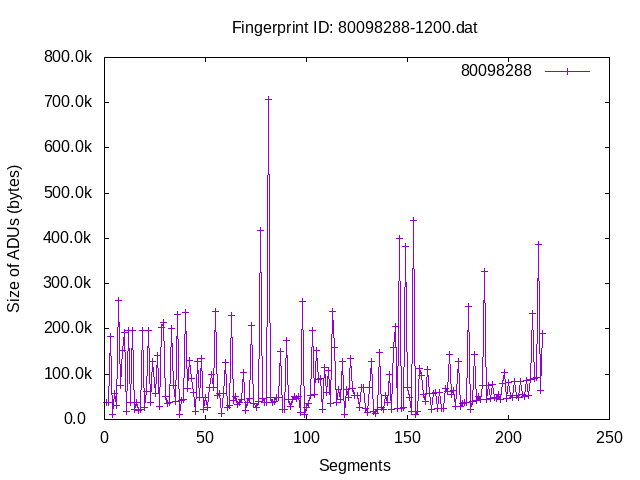 Fingerprint ID: 80098288-1200.dat
800.0k
80098288
700.0k
600.0k
500.0k
400.0k
300.0k
200.0k
100.0k
0.0
Size of ADUs (bytes)
0 50 100 150 200 250
Segments